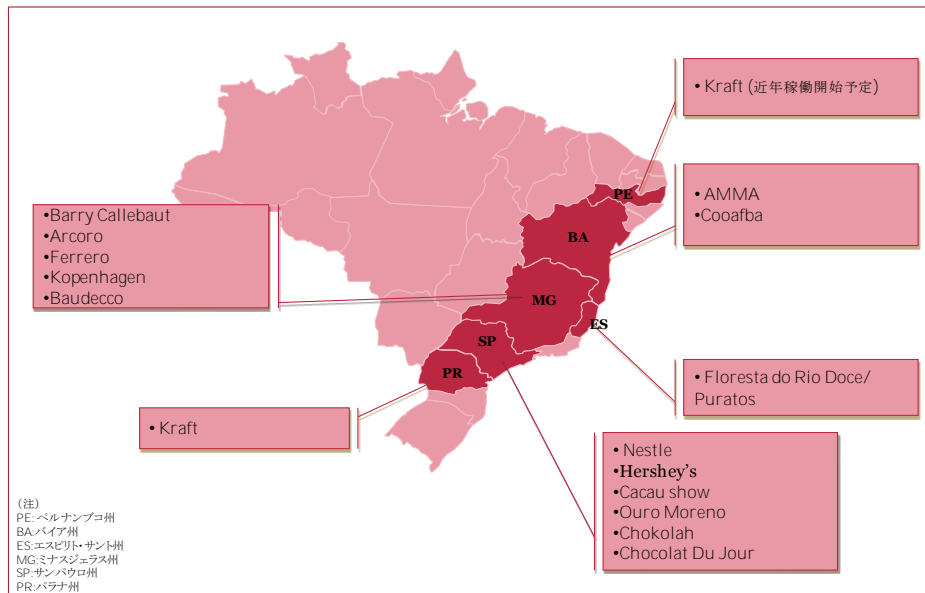 • Kraft (近年稼働開始予定)
• AMMA
•Cooafba
•Barry Callebaut
•Arcoro
•Ferrero
•Kopenhagen
•Baudecco
PE
BA
MG
ES
SP
PR
• Floresta do Rio Doce/
Puratos
• Kraft
• Nestle
•Hershey's
•Cacau show
•Ouro Moreno
•Chokolah
•Chocolat Du Jour
(注)
PE: ペルナンブコ州
BA:バイア州
ES:エスピリト・サント州
MG:ミナスジェラス州
SP:サンパウロ州
PR:パラナ州